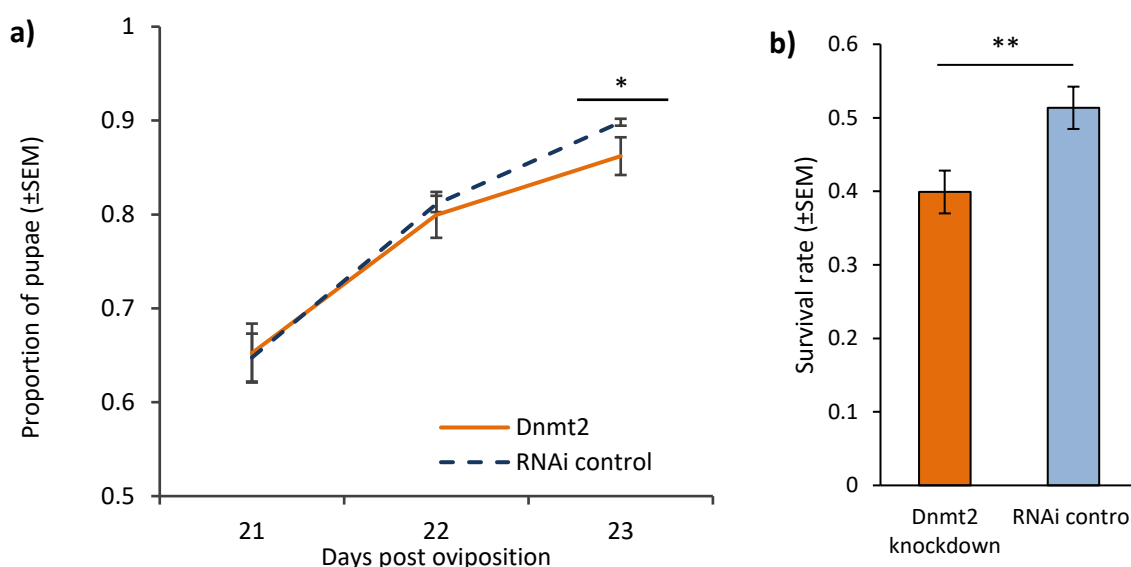 a)
Proportion of pupae (±SEM)
1
0.9
0.8
0.7
0.6
0.5
*
Dnmt2
RNAi control
21 22 23
Days post oviposition
b)
Survival rate (±SEM)
0.6
0.5
0.4
0.3
0.2
0.1
0
**
Dnmt2
knockdown
RNAi contro